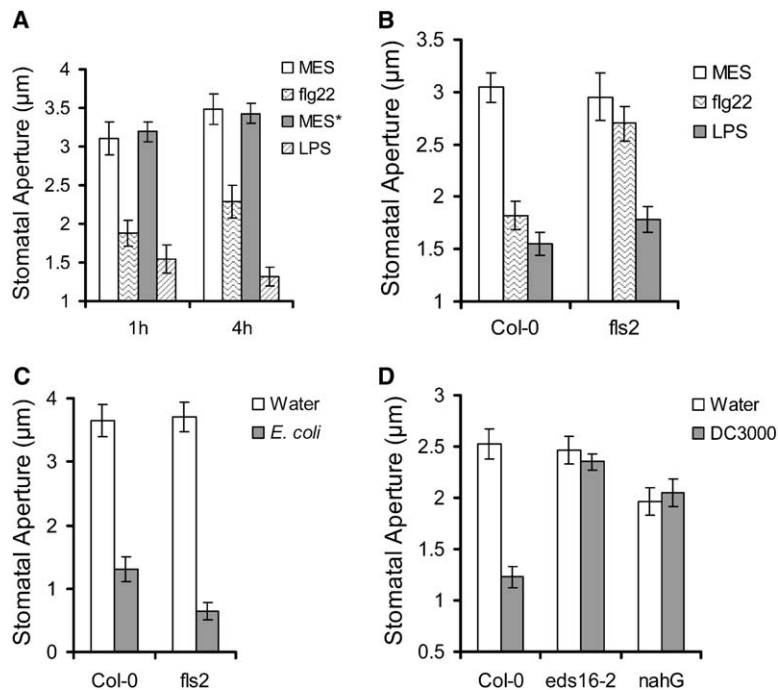 A
Stomatal Aperture (µm)
4
3.5
3
2.5
2
1.5
1
1h
4h
MES
flg22
MES*
LPS
B
Stomatal Aperture (µm)
3.5
3
2.5
2
1.5
1
Col-0
fls2
MES
flg22
LPS
C
Stomatal Aperture (µm)
4
3
2
1
0
Col-0
fls2
Water
E. coli
D
Stomatal Aperture (µm)
3
2.5
2
1.5
1
0.5
Col-0
eds16-2
nahG
Water
DC3000